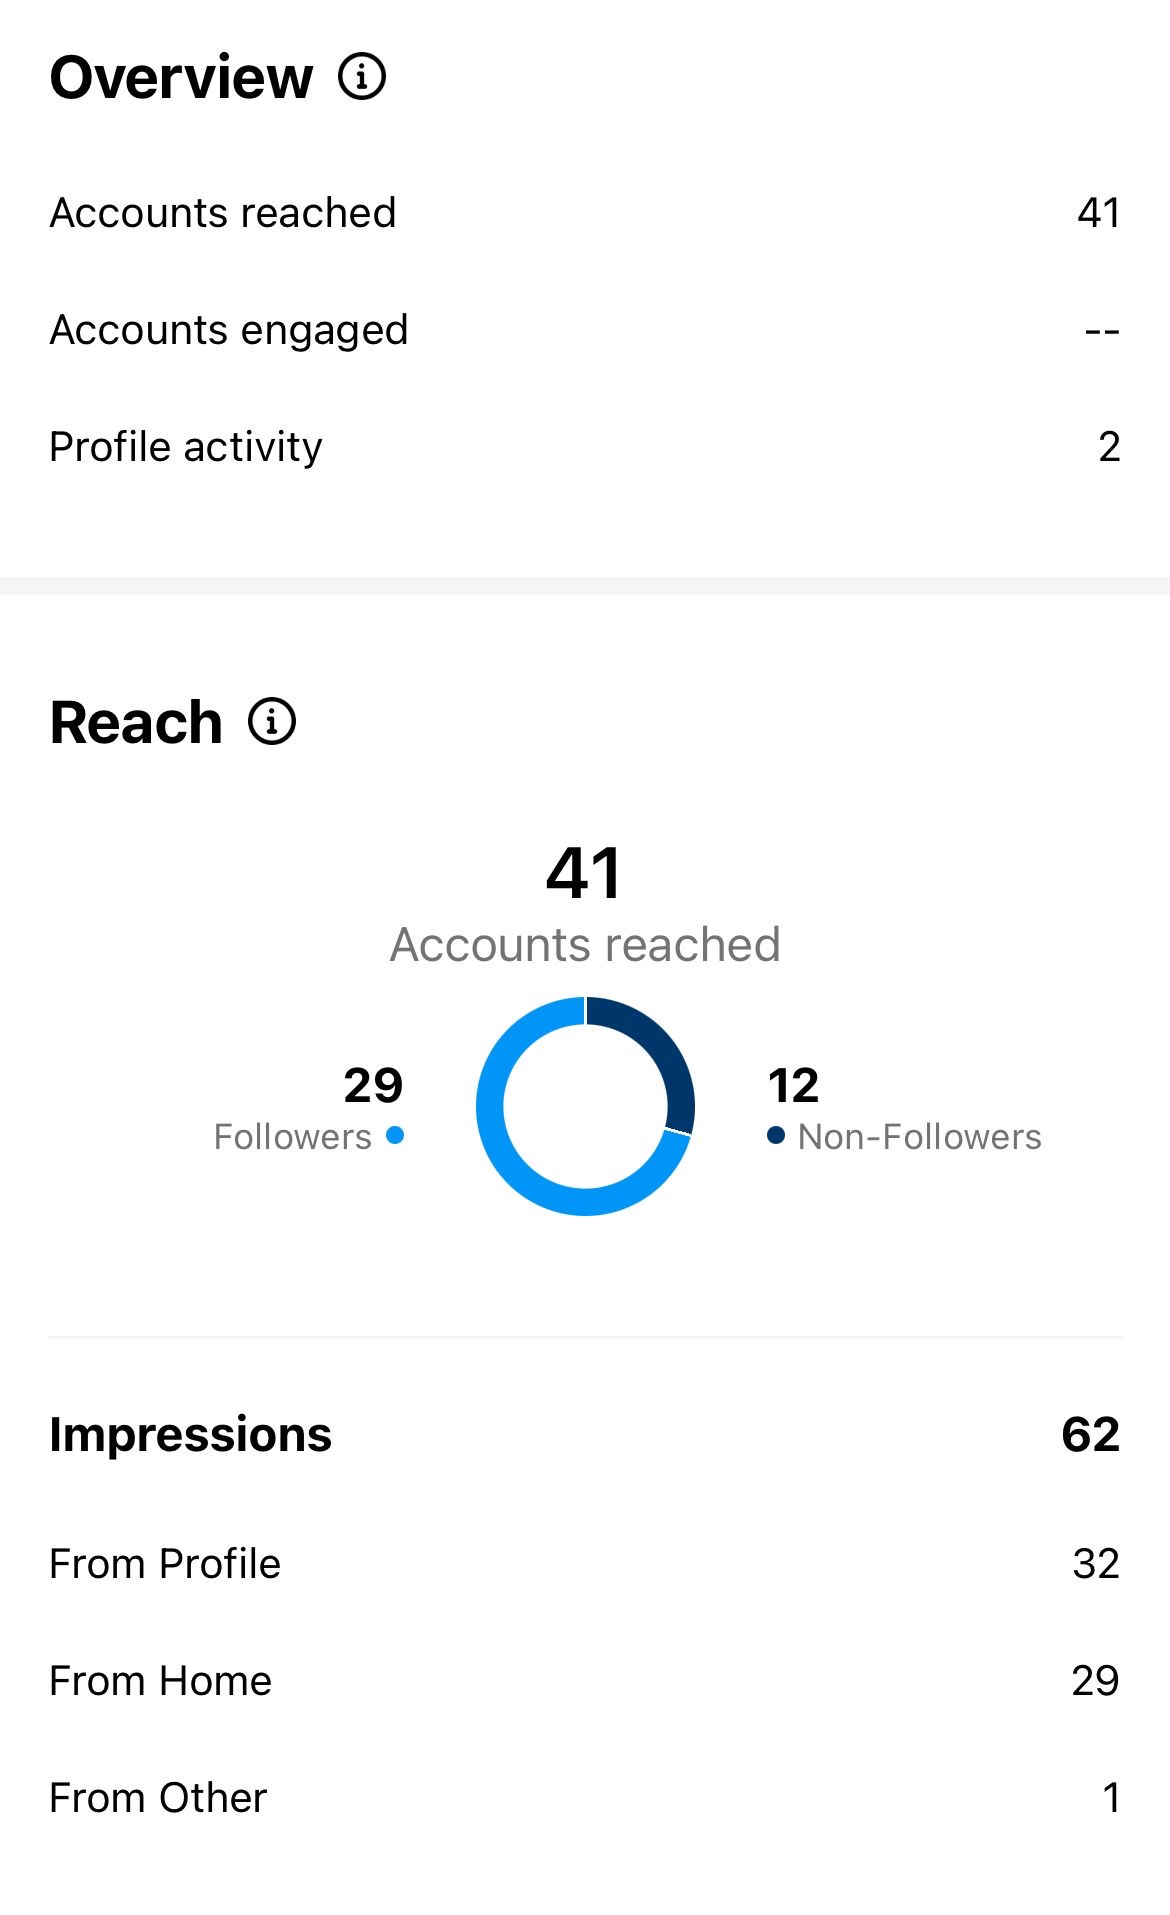 Overview
Accounts reached 41
Accounts engaged --
Profile activity 2
Reach
41
Accounts reached
29 12
Followers Non-Followers
Impressions 62
From Profile 32
From Home 29
From Other 1